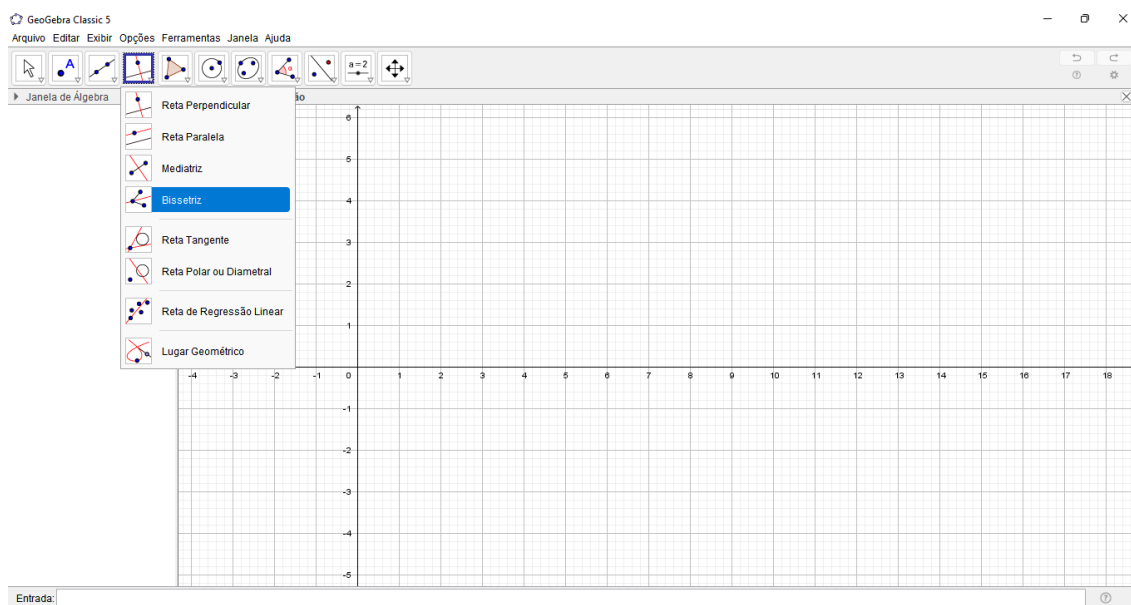 GeoGebra Classic 5
Arquivo Editar Exibir Opções Ferramentas Janela Ajuda
A
a=2
Janela de Álgebra
ão
Reta Perpendicular
Reta Paralela
Mediatriz
Bissetriz
Reta Tangente
Reta Polar ou Diametral
Reta de Regressão Linear
Lugar Geométrico
6
5
4
3
2
1
-4 -3 -2 -1 0 1 2 3 4 5 6 7 8 9 10 11 12 13 14 15 16 17 18
-1
-2
-3
-4
-5
Entrada: